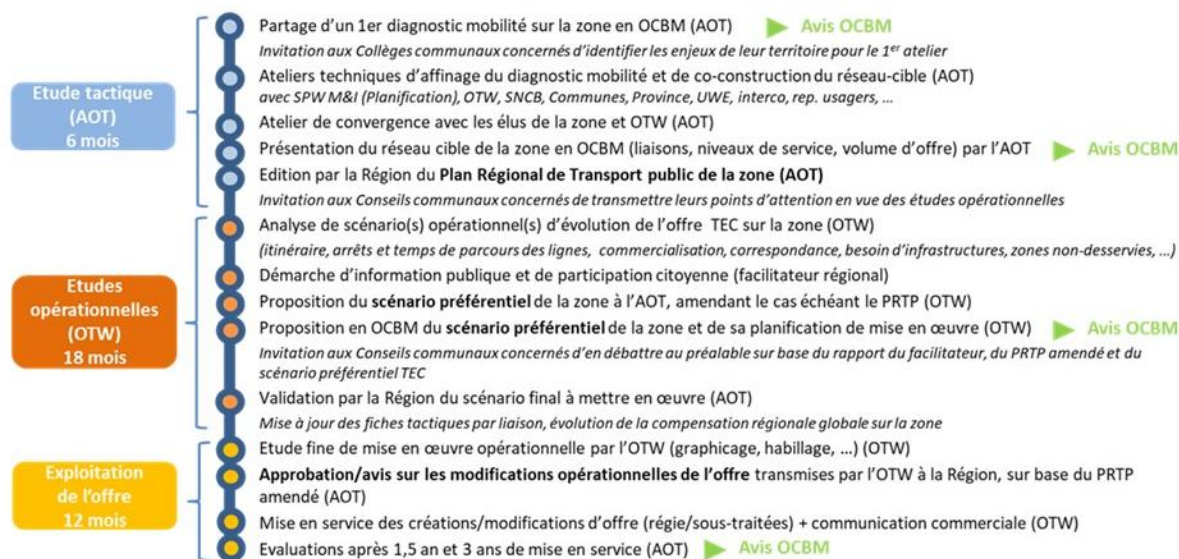 Partage d'un 1er diagnostic mobilité sur la zone en OCBM (AOT) Avis OCBM
Invitation aux Collèges communaux concernés d'identifier les enjeux de leur territoire pour le 1er atelier
Ateliers techniques d'affinage du diagnostic mobilité et de co-construction du réseau-cible (AOT)
avec SPW M&I (Planification), OTW, SNCB, Communes, Province, UWE, interco, rep. usagers, ...
Etude tactique
(AOT)
6 mois
Atelier de convergence avec les élus de la zone et OTW (AOT)
Présentation du réseau cible de la zone en OCBM (liaisons, niveaux de service, volume d'offre) par l'AOT Avis OCBM
Edition par la Région du Plan Régional de Transport public de la zone (AOT)
Invitation aux Conseils communaux concernés de transmettre leurs points d'attention en vue des études opérationnelles
Analyse de scénario(s) opérationnel(s) d'évolution de l'offre TEC sur la zone (OTW)
(itinéraire, arrêts et temps de parcours des lignes, commercialisation, correspondance, besoin d'infrastructures, zones non-desservies, ...)
Démarche d'information publique et de participation citoyenne (facilitateur régional)
Etudes
opérationnelles
(OTW)
18 mois
Proposition du scénario préférentiel de la zone à l'AOT, amendant le cas échéant le PRTP (OTW)
Proposition en OCBM du scénario préférentiel de la zone et de sa planification de mise en œuvre (OTW) Avis OCBM
Invitation aux Conseils communaux concernés d'en débattre au préalable sur base du rapport du facilitateur, du PRTP amendé et du
scénario préférentiel TEC
Validation par la Région du scénario final à mettre en œuvre (AOT)
Mise à jour des fiches tactiques par liaison, évolution de la compensation régionale globale sur la zone
Etude fine de mise en œuvre opérationnelle par l'OTW (graphicage, habillage, ...) (OTW)
Exploitation
de l'offre
12 mois
Approbation/avis sur les modifications opérationnelles de l'offre transmises par l'OTW à la Région, sur base du PRTP
amendé (AOT)
Mise en service des créations/modifications d'offre (régie/sous-traitées) + communication commerciale (OTW)
Evaluations après 1,5 an et 3 ans de mise en service (AOT) Avis OCBM